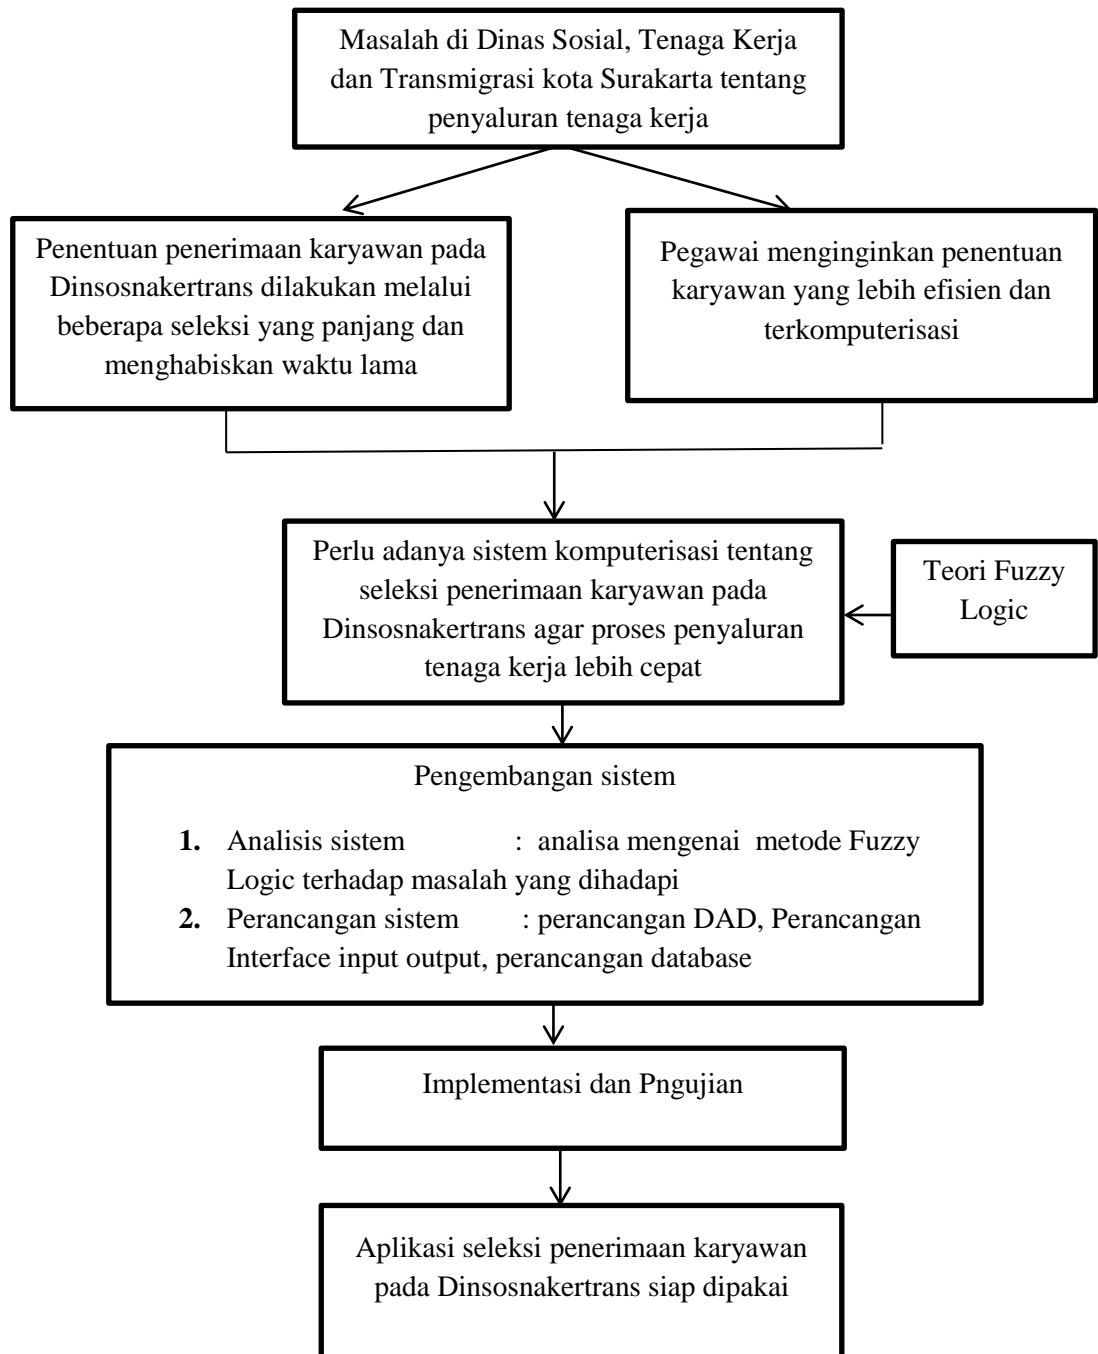 Masalah di Dinas Sosial, Tenaga Kerja
dan Transmigrasi kota Surakarta tentang
penyaluran tenaga kerja
Penentuan penerimaan karyawan pada
Dinsosnakertrans dilakukan melalui
beberapa seleksi yang panjang dan
menghabiskan waktu lama
Pegawai menginginkan penentuan
karyawan yang lebih efisien dan
terkomputerisasi
Perlu adanya sistem komputerisasi tentang
seleksi penerimaan karyawan pada
Dinsosnakertrans agar proses penyaluran
tenaga kerja lebih cepat
Teori Fuzzy
Logic
Pengembangan sistem
1. Analisis sistem : analisa mengenai metode Fuzzy
Logic terhadap masalah yang dihadapi
2. Perancangan sistem : perancangan DAD, Perancangan
Interface input output, perancangan database
Implementasi dan Pngujian
Aplikasi seleksi penerimaan karyawan
pada Dinsosnakertrans siap dipakai